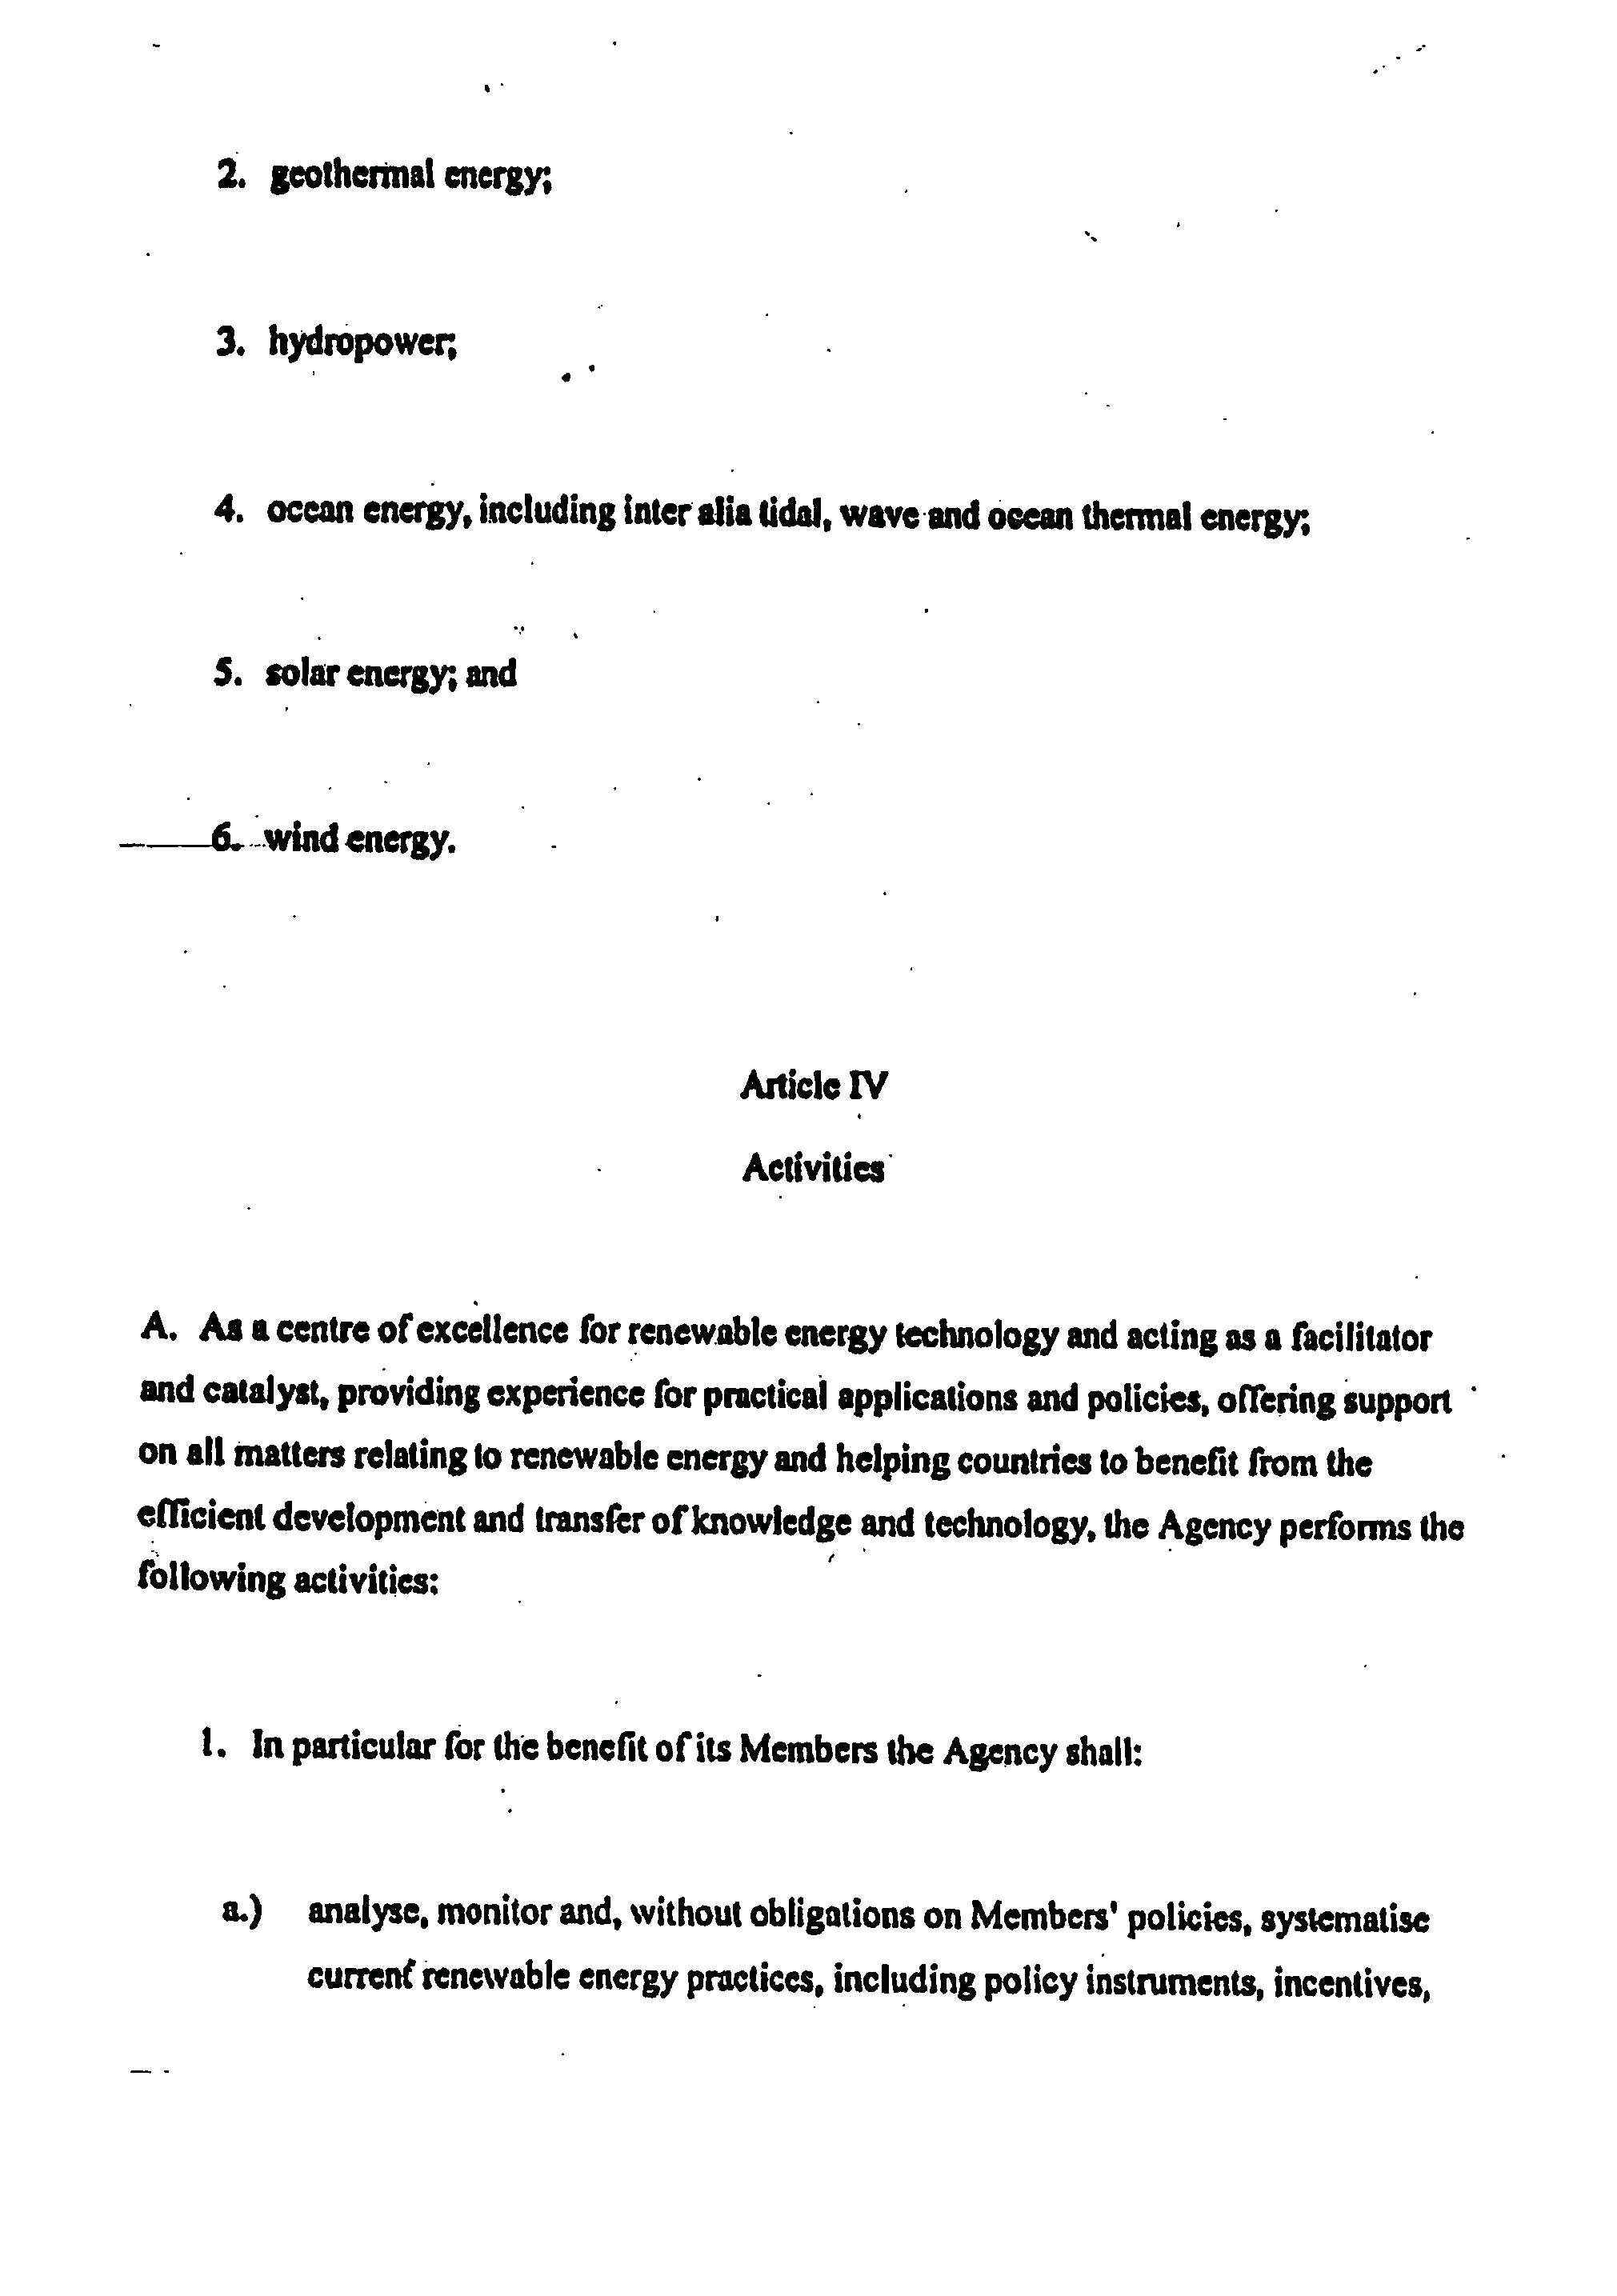 2. geothermal energy;
3. hydropower;
4. ocean energy, including inter alia tidal, wave and ocean thermal energy;
5. solar energy; and
6. wind energy.
Article IV
Activities
A. As a centre of excellence for renewable energy technology and acting as a facilitator
and catalyst, providing experience for practical applications and policies, offering support
on all matters relating to renewable energy and helping countries to benefit from the
efficient development and transfer of knowledge and technology, the Agency performs the
following activities:
1. In particular for the benefit of its Members the Agency shall:
a.) analyse, monitor and, without obligations on Members' policies, systematise
current renewable energy practices, including policy instruments, incentives,